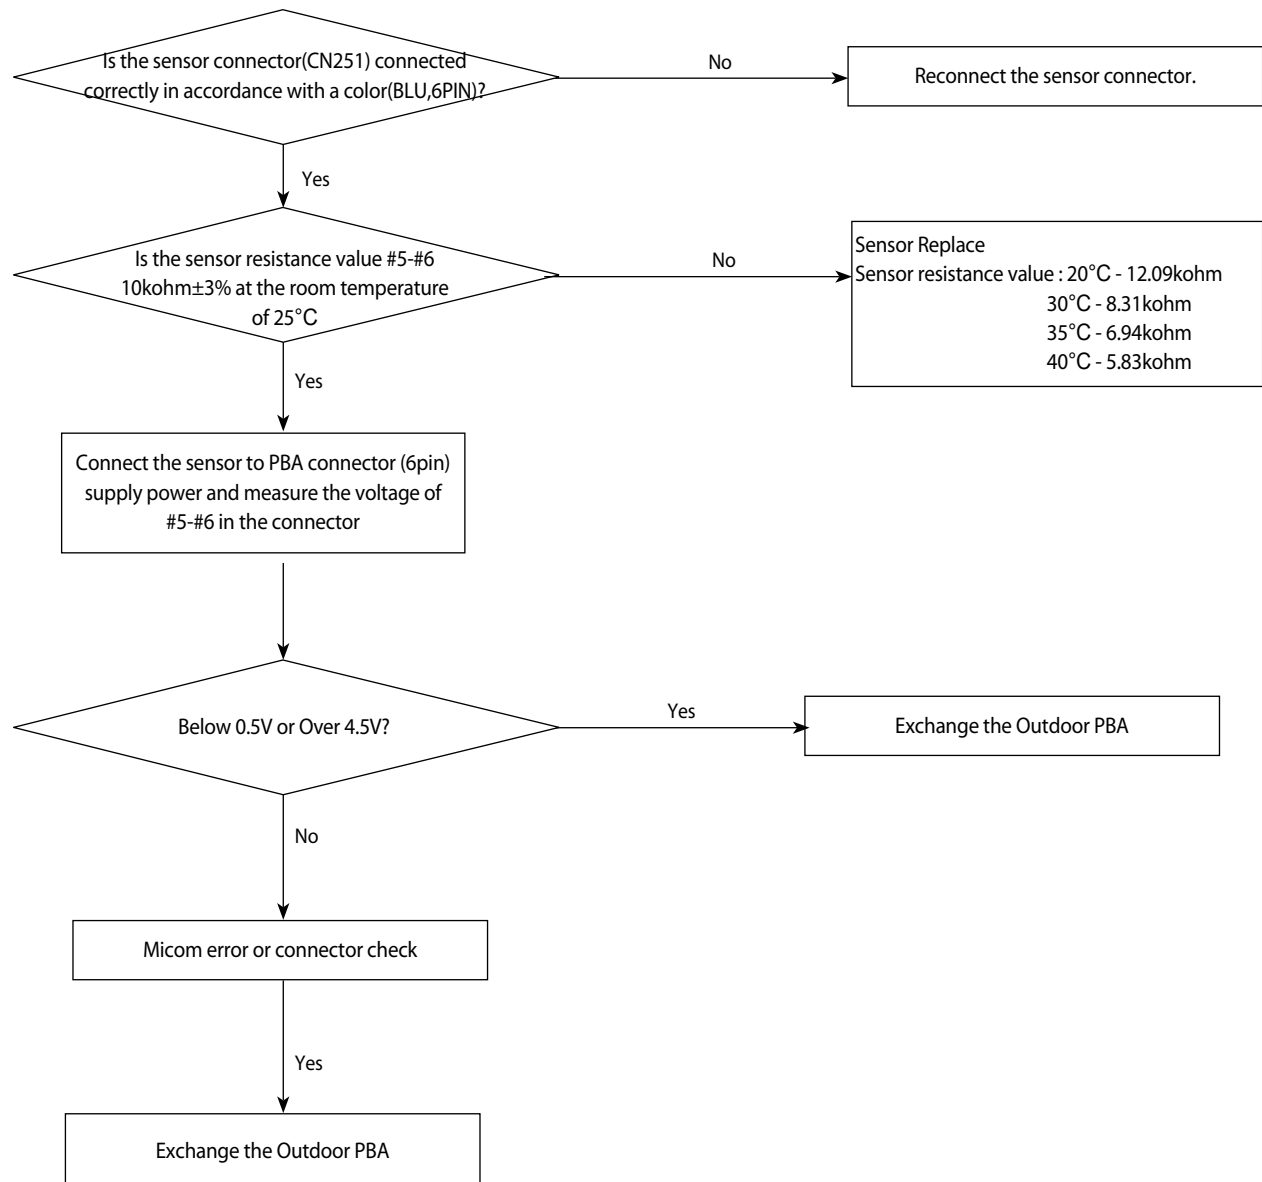 Is the sensor connector(CN251) connected
correctly in accordance with a color(BLU,6PIN)?
No
Reconnect the sensor connector.
Yes
Is the sensor resistance value #5-#6
10kohm±3% at the room temperature
of 25°C
No
Sensor Replace
Sensor resistance value : 20°C - 12.09kohm
30°C - 8.31kohm
35°C - 6.94kohm
40°C - 5.83kohm
Yes
Connect the sensor to PBA connector (6pin)
supply power and measure the voltage of
#5-#6 in the connector
Below 0.5V or Over 4.5V?
Yes
Exchange the Outdoor PBA
No
Micom error or connector check
Yes
Exchange the Outdoor PBA